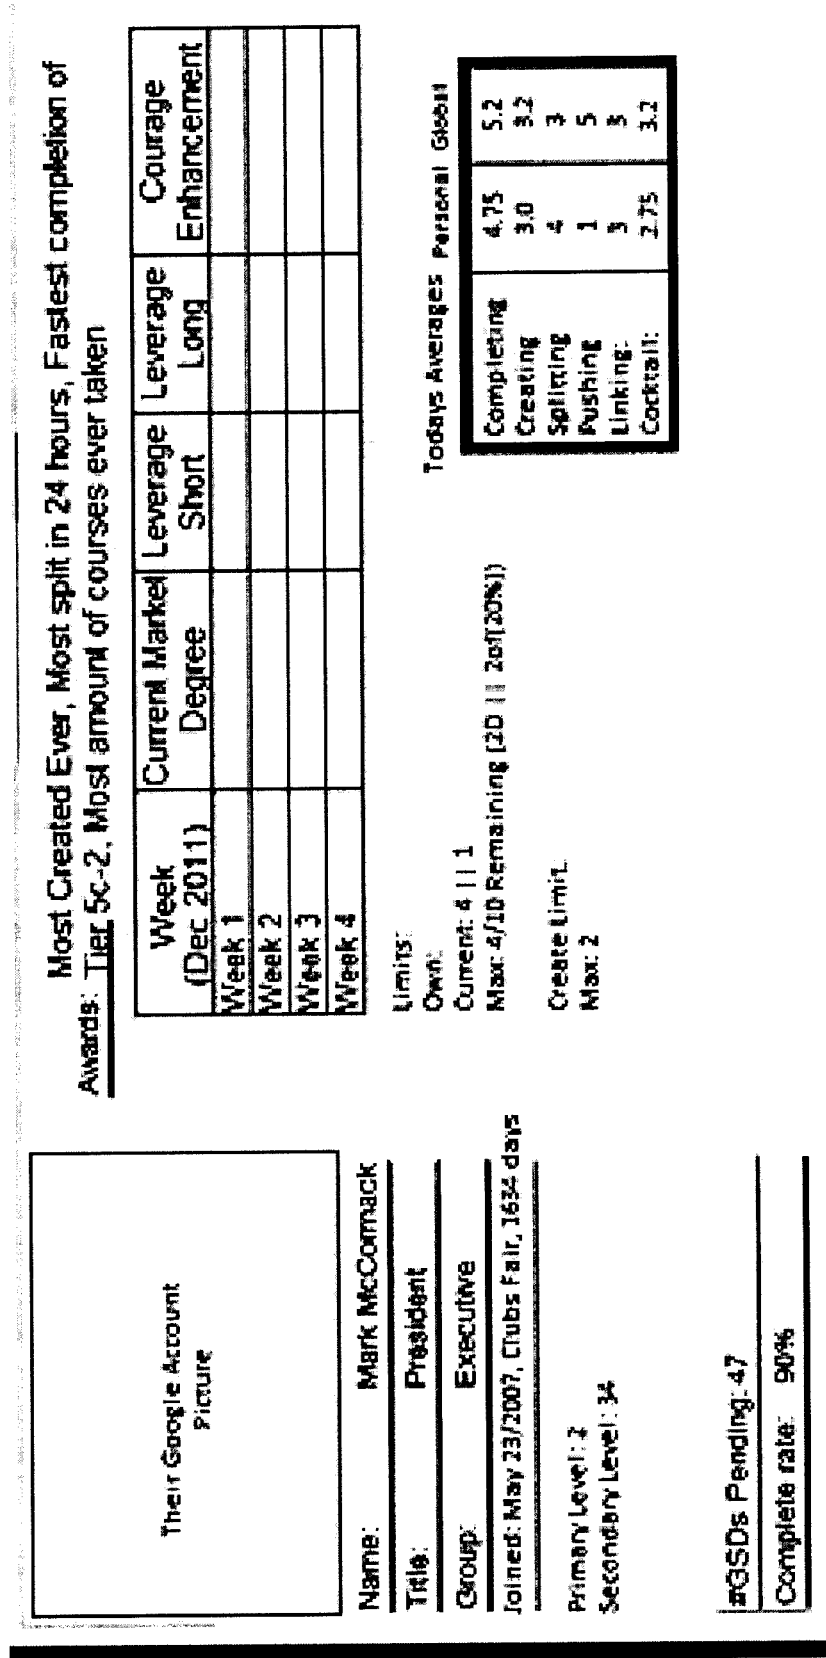 Their Google Account
Picture
Name: Mark McCormack
Title: President
Group: Executive
Joined: May 23/2007, Clubs Fair, 1634 days
Primary Level: 2
Secondary Level: 34
#GSDs Pending: 47
Complete rate: 90%
Most Created Ever, Most split in 24 hours, Fastest completion of
Awards: Tier 5c-2, Most amount of courses ever taken
Week (Dec 2011) Current Market Degree Leverage Short Leverage Long Courage Enhancement
Week 1
Week 2
Week 3
Week 4
Limits:
Own:
Current: 4 || 1
Max: 4/10 Remaining [2D || 2of[20%])
Create Limit:
Max: 2
Todays Averages Personal Global
Completing 4.75 5.2
Creating 3.0 3.2
Splitting 4 3
Pushing 1 5
Linking: 3
Cocktail: 2.75 3.2